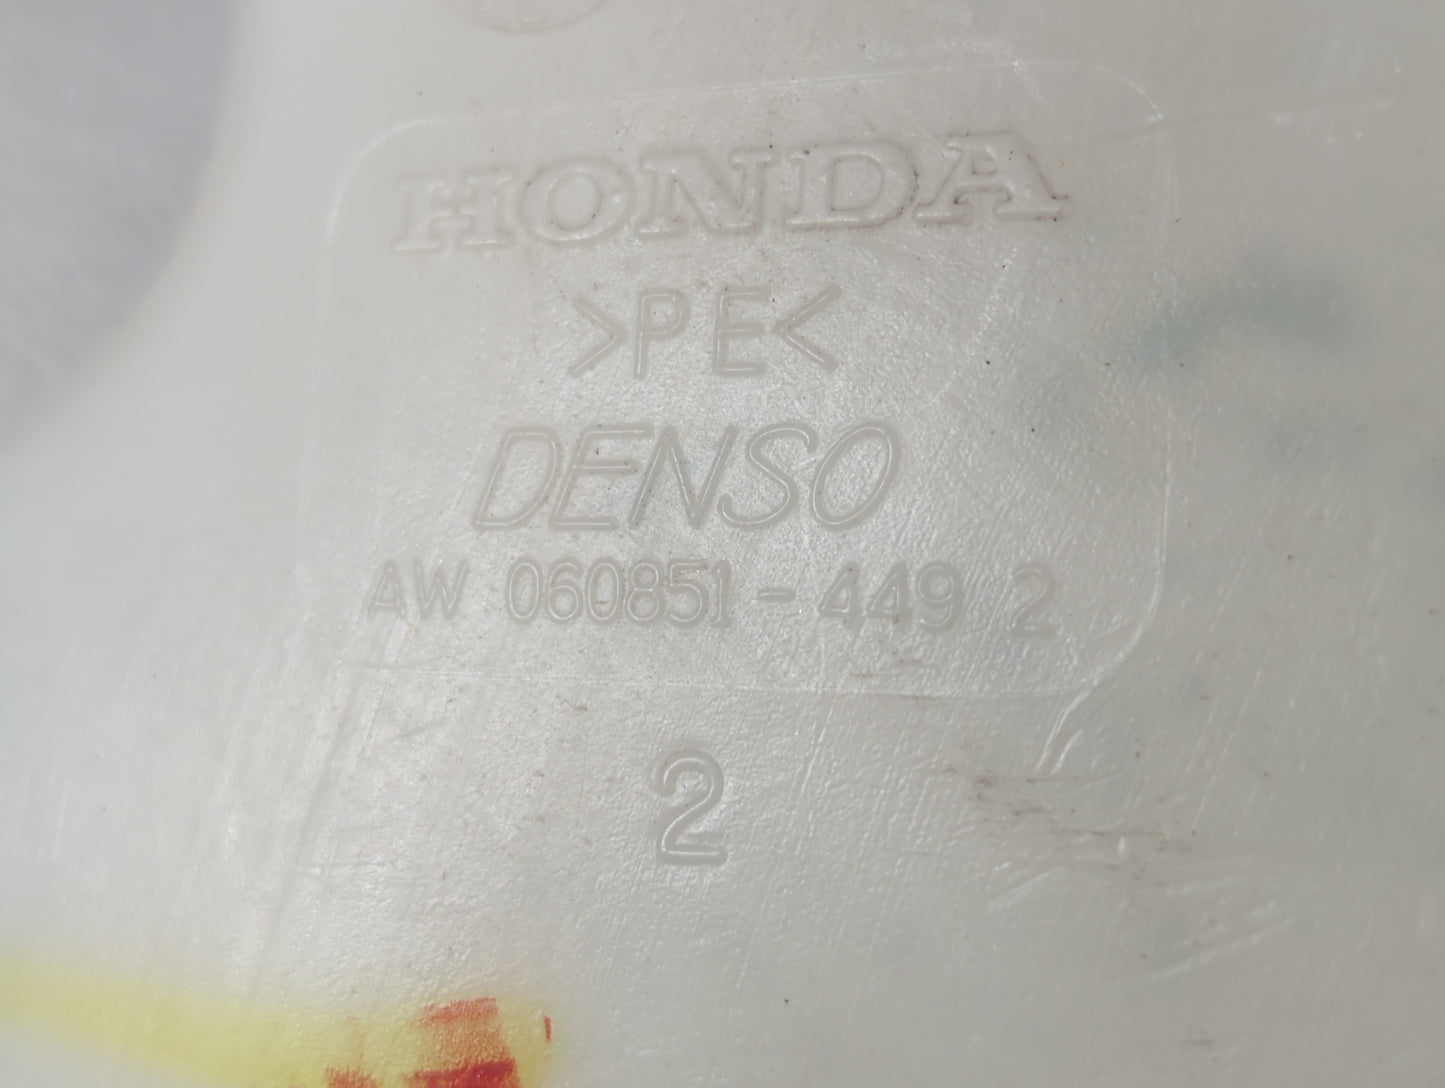 HONDA
>PE<
DENSO
AW 060851-449 2
2